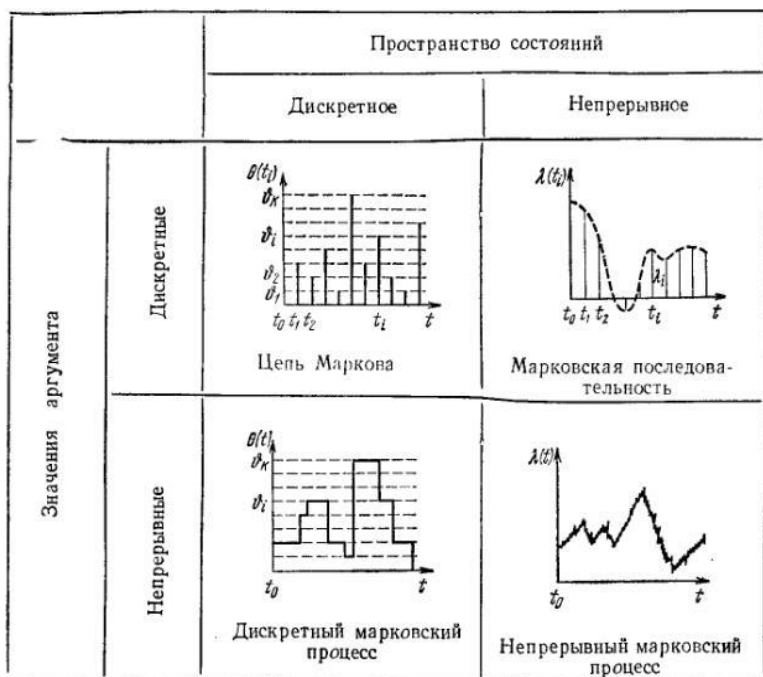 Пространство состояний
Дискретное
Непрерывное
Значения аргумента
Дискретные
θ(tᵢ)
ϑK
ϑi
ϑ2
ϑ1
t₀ t₁ t₂ tᵢ t
Цепь Маркова
λ(tᵢ)
λᵢ
t₀ t₁ t₂ tᵢ t
Марковская последова-
тельность
Непрерывные
θ(t)
ϑK
ϑi
t₀ t
Дискретный марковский
процесс
λ(t)
t₀ t
Непрерывный марковский
процесс